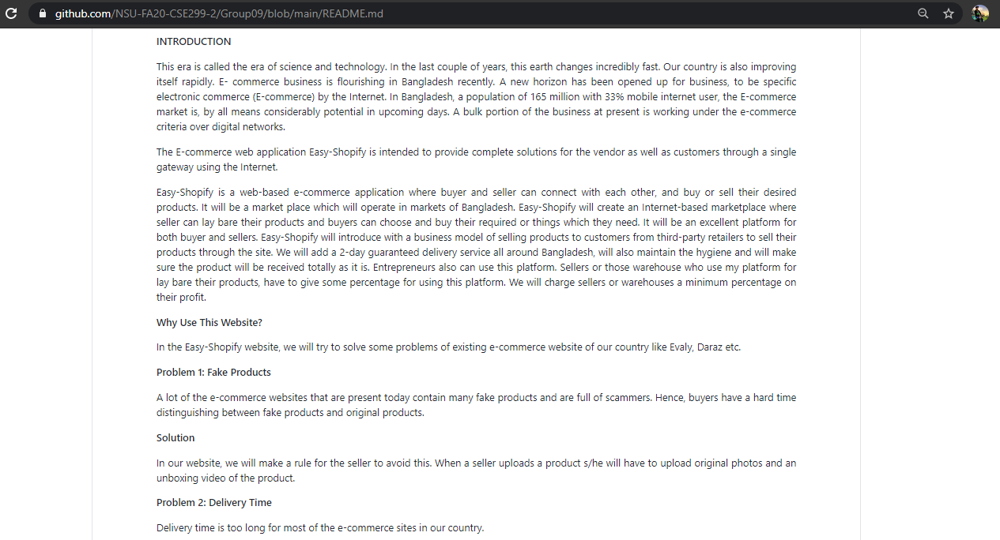 github.com/NSU-FA20-CSE299-2/Group09/blob/main/README.md
INTRODUCTION
This era is called the era of science and technology. In the last couple of years, this earth changes incredibly fast. Our country is also improving
itself rapidly. E- commerce business is flourishing in Bangladesh recently. A new horizon has been opened up for business, to be specific
electronic commerce (E-commerce) by the Internet. In Bangladesh, a population of 165 million with 33% mobile internet user, the E-commerce
market is, by all means considerably potential in upcoming days. A bulk portion of the business at present is working under the e-commerce
criteria over digital networks.
The E-commerce web application Easy-Shopify is intended to provide complete solutions for the vendor as well as customers through a single
gateway using the Internet.
Easy-Shopify is a web-based e-commerce application where buyer and seller can connect with each other, and buy or sell their desired
products. It will be a market place which will operate in markets of Bangladesh. Easy-Shopify will create an Internet-based marketplace where
seller can lay bare their products and buyers can choose and buy their required or things which they need. It will be an excellent platform for
both buyer and sellers. Easy-Shopify will introduce with a business model of selling products to customers from third-party retailers to sell their
products through the site. We will add a 2-day guaranteed delivery service all around Bangladesh, will also maintain the hygiene and will make
sure the product will be received totally as it is. Entrepreneurs also can use this platform. Sellers or those warehouse who use my platform for
lay bare their products, have to give some percentage for using this platform. We will charge sellers or warehouses a minimum percentage on
their profit.
Why Use This Website?
In the Easy-Shopify website, we will try to solve some problems of existing e-commerce website of our country like Evaly, Daraz etc.
Problem 1: Fake Products
A lot of the e-commerce websites that are present today contain many fake products and are full of scammers. Hence, buyers have a hard time
distinguishing between fake products and original products.
Solution
In our website, we will make a rule for the seller to avoid this. When a seller uploads a product s/he will have to upload original photos and an
unboxing video of the product.
Problem 2: Delivery Time
Delivery time is too long for most of the e-commerce sites in our country.